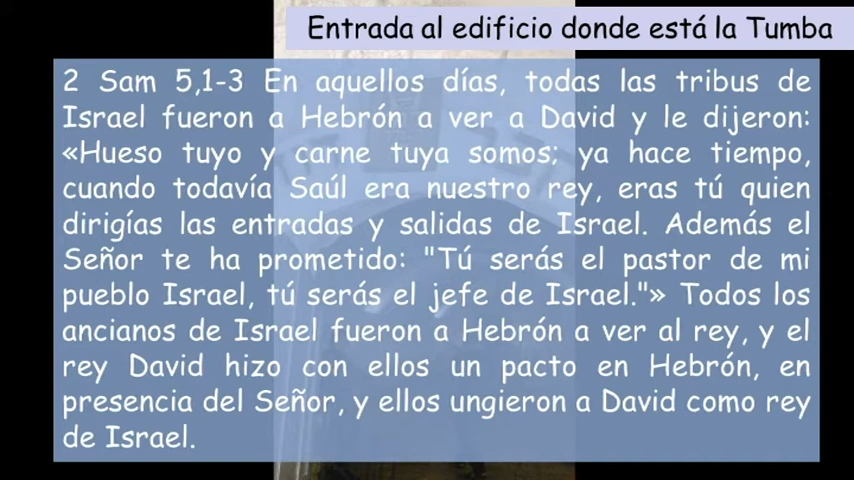 Entrada al edificio donde está la Tumba
2 Sam 5,1-3 En aquellos días, todas las tribus de
Israel fueron a Hebrón a ver a David y le dijeron:
«Hueso tuyo y carne tuya somos; ya hace tiempo,
cuando todavía Saúl era nuestro rey, eras tú quien
dirigías las entradas y salidas de Israel. Además el
Señor te ha prometido: "Tú serás el pastor de mi
pueblo Israel, tú serás el jefe de Israel."» Todos los
ancianos de Israel fueron a Hebrón a ver al rey, y el
rey David hizo con ellos un pacto en Hebrón, en
presencia del Señor, y ellos ungieron a David como rey
de Israel.